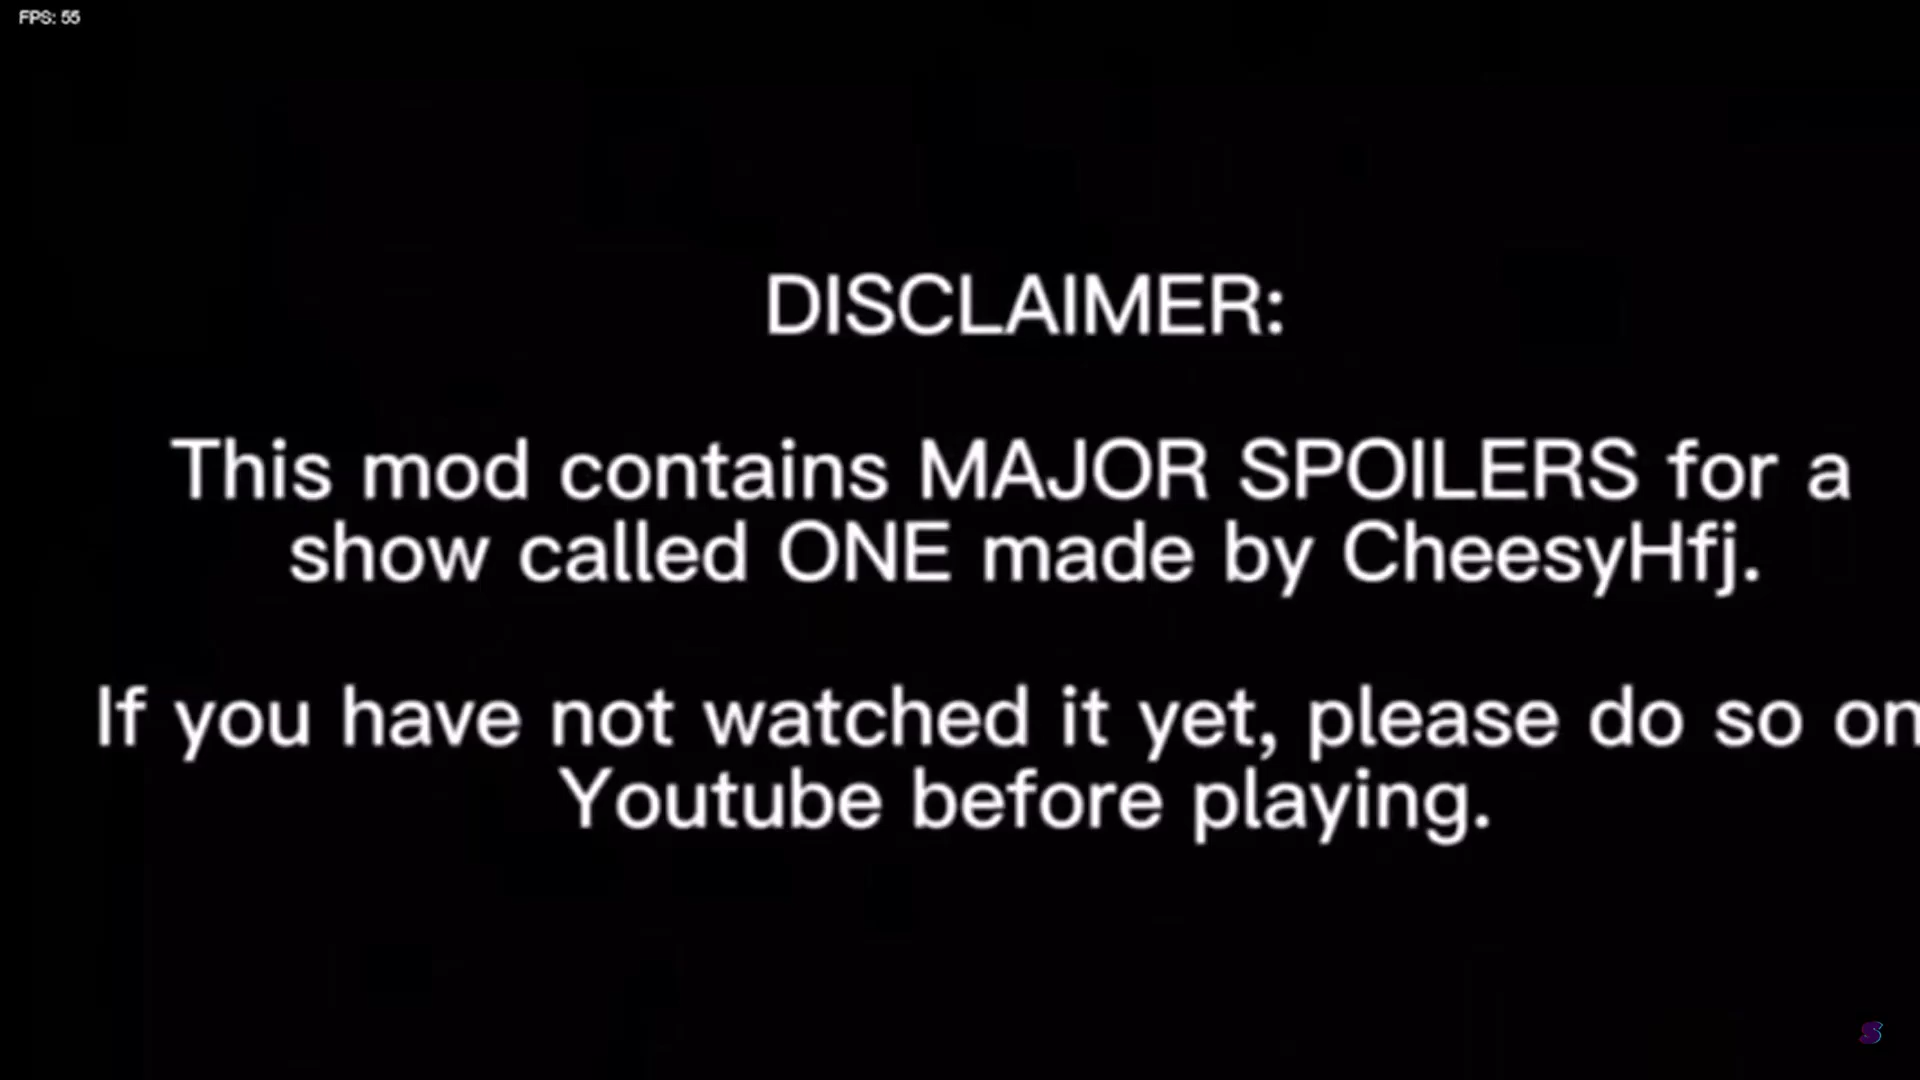 FPS: 55
DISCLAIMER:
This mod contains MAJOR SPOILERS for a
show called ONE made by CheesyHfj.
If you have not watched it yet, please do so on
Youtube before playing.
S